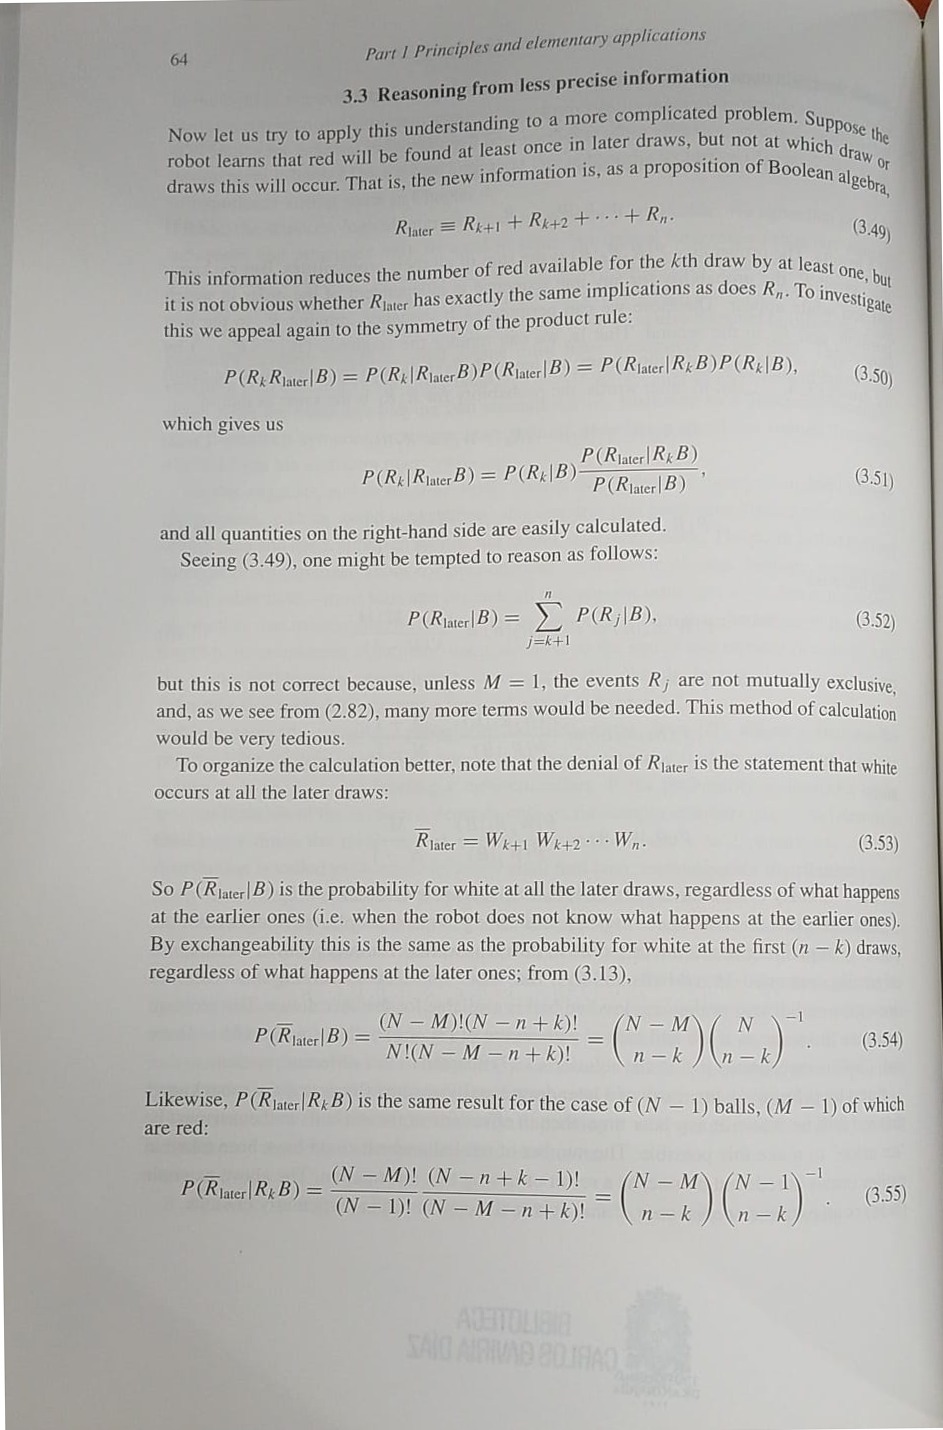 64
Part 1 Principles and elementary applications
3.3 Reasoning from less precise information
Now let us try to apply this understanding to a more complicated problem. Suppose the
robot learns that red will be found at least once in later draws, but not at which draw or
draws this will occur. That is, the new information is, as a proposition of Boolean algebra,
R_later ≡ R_{k+1} + R_{k+2} + ··· + R_n. (3.49)
This information reduces the number of red available for the kth draw by at least one, but
it is not obvious whether R_later has exactly the same implications as does R_n. To investigate
this we appeal again to the symmetry of the product rule:
P(R_k R_later|B) = P(R_k|R_later B)P(R_later|B) = P(R_later|R_k B)P(R_k|B), (3.50)
which gives us
P(R_k|R_later B) = P(R_k|B) P(R_later|R_k B) / P(R_later|B), (3.51)
and all quantities on the right-hand side are easily calculated.
Seeing (3.49), one might be tempted to reason as follows:
P(R_later|B) = ∑_{j=k+1}^{n} P(R_j|B), (3.52)
but this is not correct because, unless M = 1, the events R_j are not mutually exclusive,
and, as we see from (2.82), many more terms would be needed. This method of calculation
would be very tedious.
To organize the calculation better, note that the denial of R_later is the statement that white
occurs at all the later draws:
R̅_later = W_{k+1} W_{k+2} ··· W_n. (3.53)
So P(R̅_later|B) is the probability for white at all the later draws, regardless of what happens
at the earlier ones (i.e. when the robot does not know what happens at the earlier ones).
By exchangeability this is the same as the probability for white at the first (n − k) draws,
regardless of what happens at the later ones; from (3.13),
P(R̅_later|B) = (N − M)!(N − n + k)! / N!(N − M − n + k)! = (N − M \choose n − k) (N \choose n − k)^{−1}. (3.54)
Likewise, P(R̅_later|R_k B) is the same result for the case of (N − 1) balls, (M − 1) of which
are red:
P(R̅_later|R_k B) = (N − M)! (N − n + k − 1)! / (N − 1)! (N − M − n + k)! = (N − M \choose n − k) (N − 1 \choose n − k)^{−1}. (3.55)
BIBLIOTECA
CARLOS GAVIRIA DÍAZ